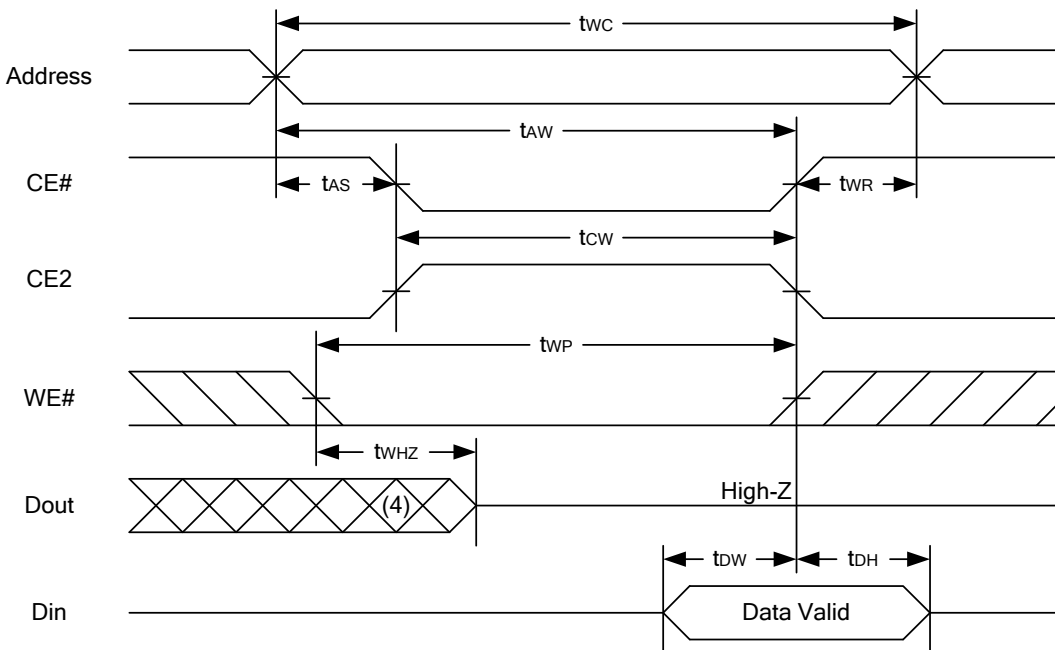 tWC
Address
tAW
CE#
tAS
tWR
tCW
CE2
tWP
WE#
tWHZ
Dout
(4)
High-Z
tDW
tDH
Din
Data Valid